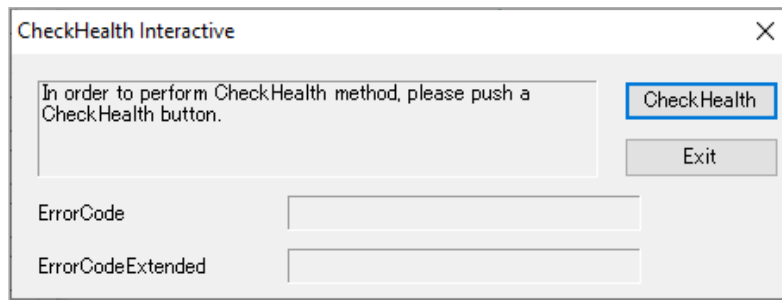 CheckHealth Interactive
In order to perform CheckHealth method, please push a
CheckHealth button.
CheckHealth
Exit
ErrorCode
ErrorCodeExtended